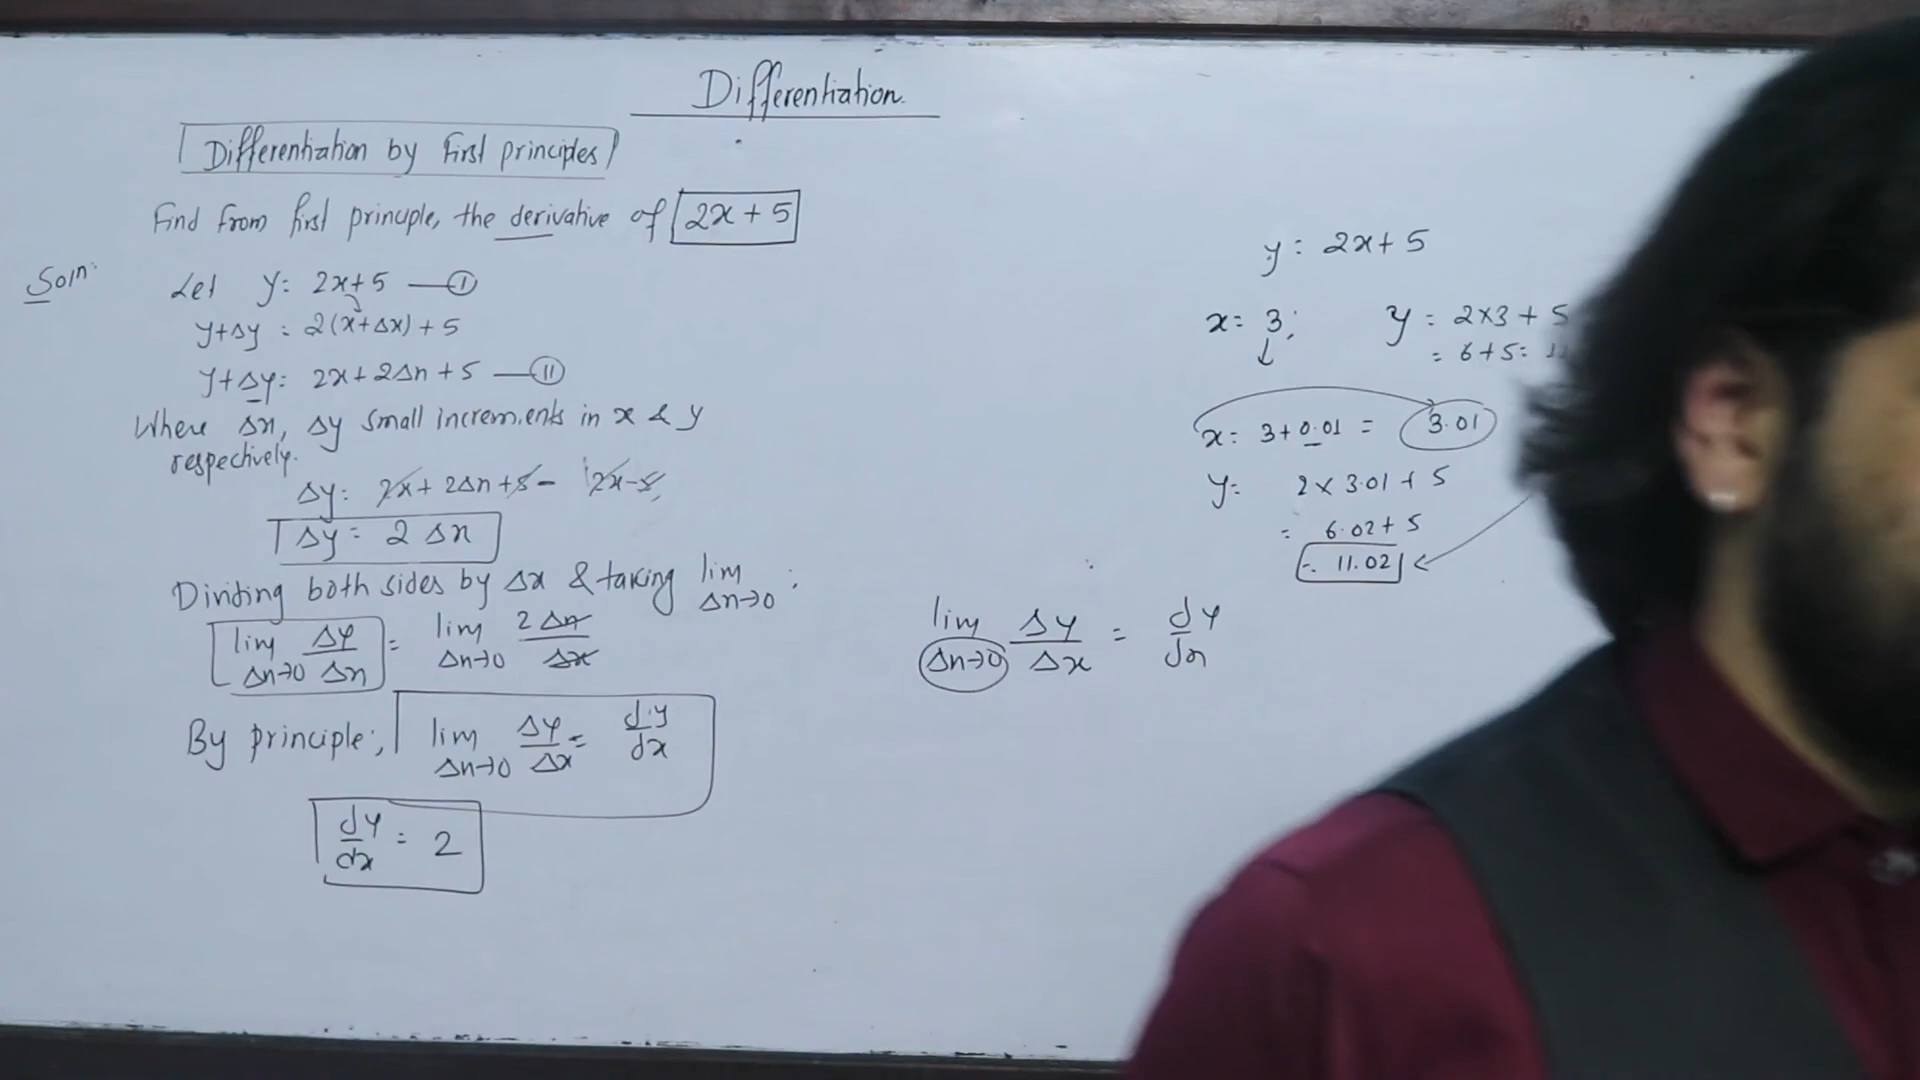 Differentiation.
Differentiation by first principles
Find from first principle, the derivative of 2x + 5
Soln:
Let y = 2x+5 — (I)
y+Δy = 2(x+Δx) + 5
y+Δy = 2x + 2Δx + 5 — (II)
Where Δx, Δy small increments in x & y
respectively.
Δy = 2x + 2Δx + 5 - 2x - 5
Δy = 2 Δx
Dividing both sides by Δx & taking lim Δx→0 :
lim Δx→0 Δy/Δx = lim Δx→0 2Δx/Δx
By principle; lim Δx→0 Δy/Δx = dy/dx
dy/dx = 2
y = 2x + 5
x = 3; y = 2×3 + 5
= 6+5 =
x = 3 + 0.01 = 3.01
y = 2 × 3.01 + 5
= 6.02 + 5
= 11.02
lim Δx→0 Δy/Δx = dy/dx